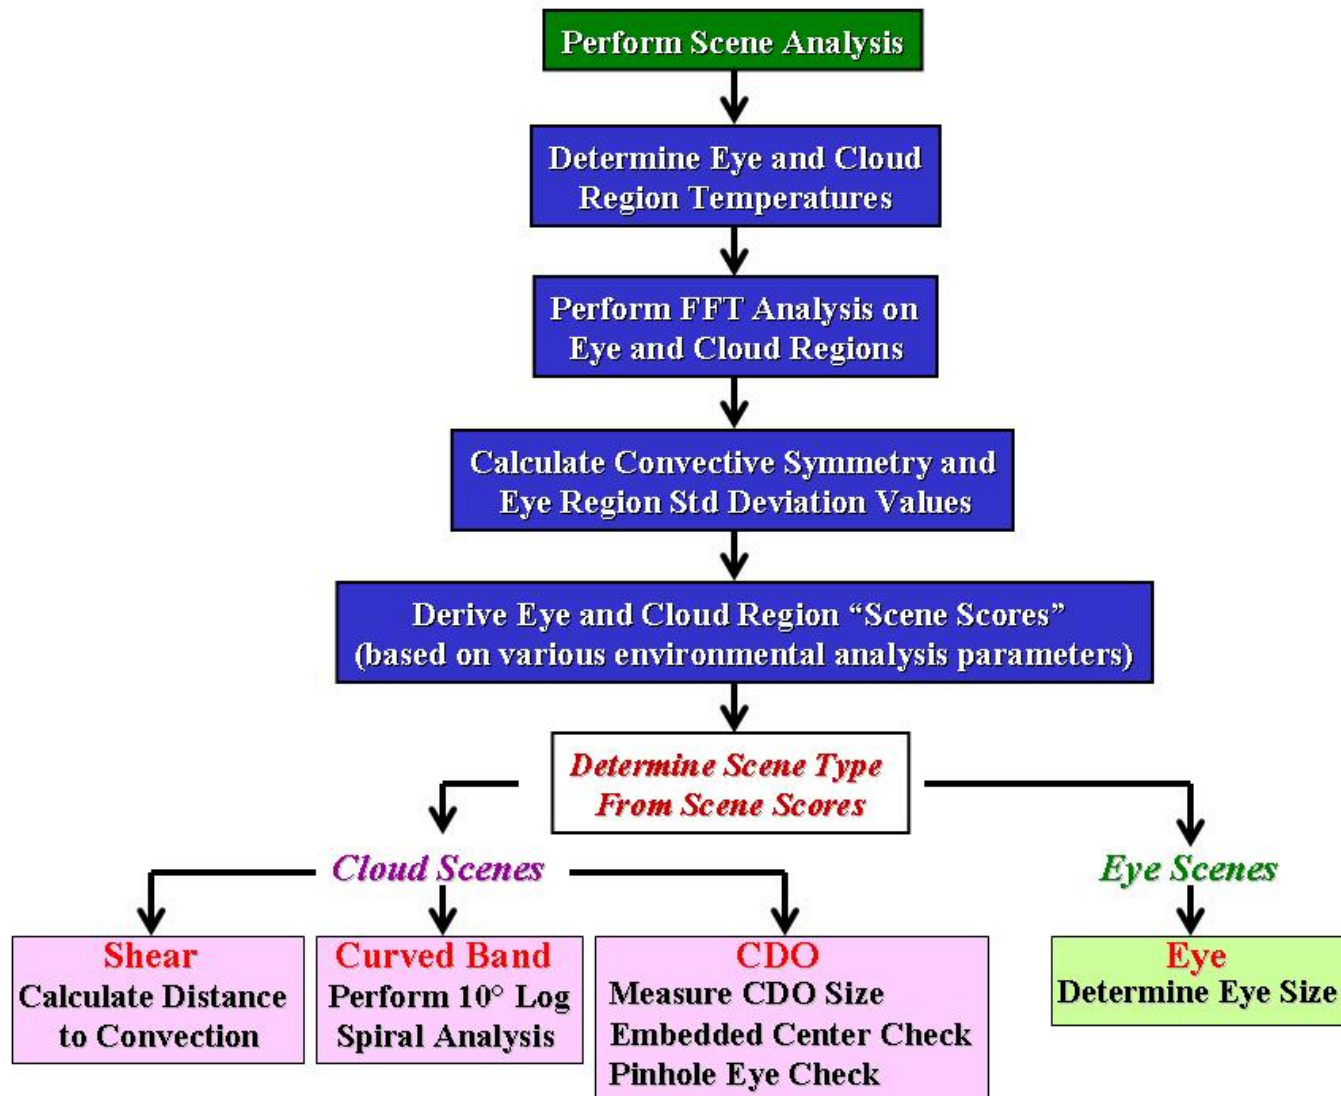 Perform Scene Analysis
Determine Eye and Cloud
Region Temperatures
Perform FFT Analysis on
Eye and Cloud Regions
Calculate Convective Symmetry and
Eye Region Std Deviation Values
Derive Eye and Cloud Region “Scene Scores”
(based on various environmental analysis parameters)
Determine Scene Type
From Scene Scores
Cloud Scenes
Eye Scenes
Shear
Calculate Distance
to Convection
Curved Band
Perform 10° Log
Spiral Analysis
CDO
Measure CDO Size
Embedded Center Check
Pinhole Eye Check
Eye
Determine Eye Size